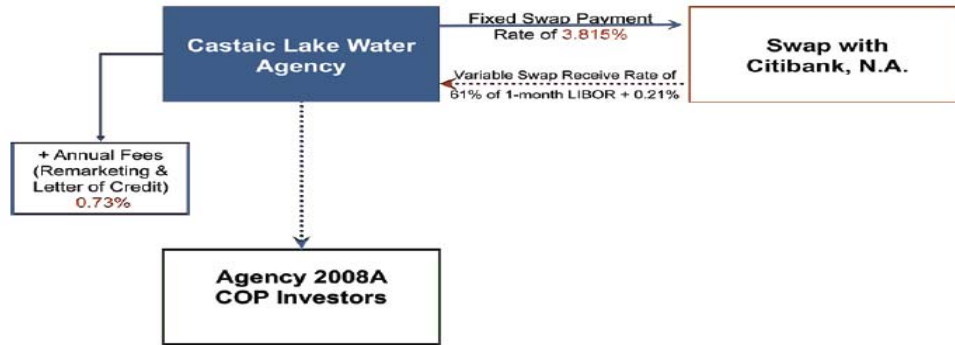 Castaic Lake Water
Agency
Fixed Swap Payment
Rate of 3.815%
Swap with
Citibank, N.A.
Variable Swap Receive Rate of
61% of 1-month LIBOR + 0.21%
+ Annual Fees
(Remarketing &
Letter of Credit)
0.73%
Agency 2008A
COP Investors